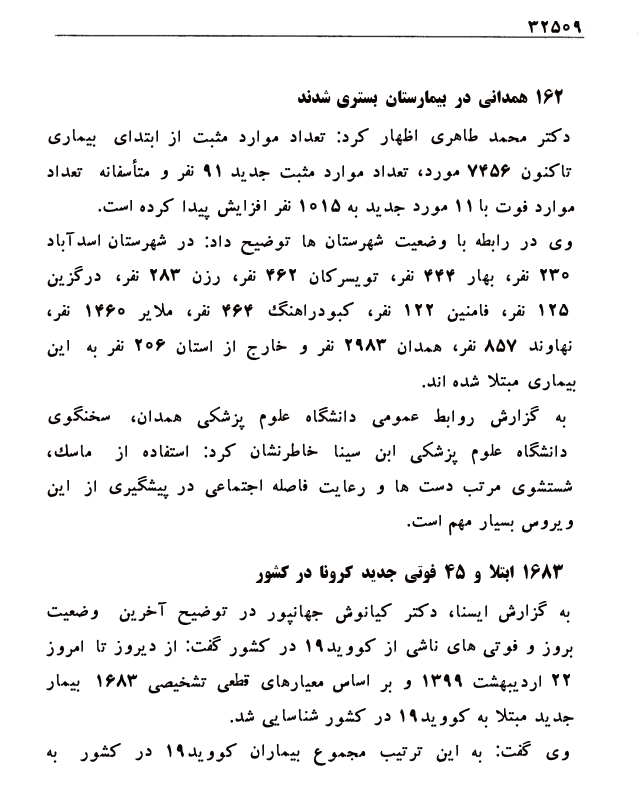 ۳۲۵۰۹
۱۶۲ همدانی در بیمارستان بستری شدند
دکتر محمد طاهری اظهار کرد: تعداد موارد مثبت از ابتدای بیماری
تاکنون ۷۴۵۶ مورد، تعداد موارد مثبت جدید ۹۱ نفر و متأسفانه تعداد
موارد فوت با ۱۱ مورد جدید به ۱۰۱۵ نفر افزایش پیدا کرده است.
وی در رابطه با وضعیت شهرستان ها توضیح داد: در شهرستان اسدآباد
۲۳۰ نفر، بهار ۴۴۴ نفر، تویسرکان ۴۶۲ نفر، رزن ۲۸۳ نفر، درگزین
۱۲۵ نفر، فامنین ۱۲۲ نفر، کبودراهنگ ۴۶۴ نفر، ملایر ۱۴۶۰ نفر،
نهاوند ۸۵۷ نفر، همدان ۲۹۸۳ نفر و خارج از استان ۲۰۶ نفر به این
بیماری مبتلا شده اند.
به گزارش روابط عمومی دانشگاه علوم پزشکی همدان، سخنگوی
دانشگاه علوم پزشکی ابن سینا خاطرنشان کرد: استفاده از ماسک،
شستشوی مرتب دست ها و رعایت فاصله اجتماعی در پیشگیری از این
ویروس بسیار مهم است.
۱۶۸۳ ابتلا و ۴۵ فوتی جدید کرونا در کشور
به گزارش ایسنا، دکتر کیانوش جهانپور در توضیح آخرین وضعیت
بروز و فوتی های ناشی از کووید۱۹ در کشور گفت: از دیروز تا امروز
۲۲ اردیبهشت ۱۳۹۹ و بر اساس معیارهای قطعی تشخیصی ۱۶۸۳ بیمار
جدید مبتلا به کووید۱۹ در کشور شناسایی شد.
وی گفت: به این ترتیب مجموع بیماران کووید۱۹ در کشور به